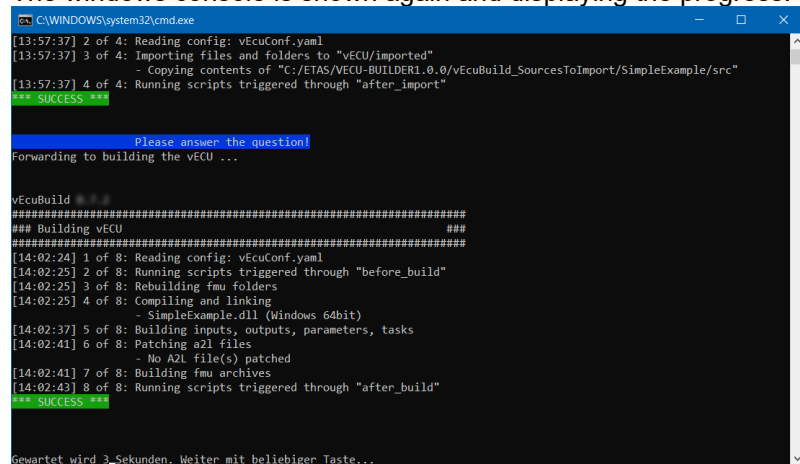 The windows console is shown again and displaying the progress.
C:\WINDOWS\system32\cmd.exe
[13:57:37] 2 of 4: Reading config: vEcuConf.yaml
[13:57:37] 3 of 4: Importing files and folders to "vECU/imported"
- Copying contents of "C:/ETAS/VECU-BUILDER1.0.0/vEcuBuild_SourcesToImport/SimpleExample/src"
[13:57:37] 4 of 4: Running scripts triggered through "after_import"
*** SUCCESS ***
Please answer the question!
Forwarding to building the vECU ...
vEcuBuild
######################################################################
### Building vECU ###
######################################################################
[14:02:24] 1 of 8: Reading config: vEcuConf.yaml
[14:02:25] 2 of 8: Running scripts triggered through "before_build"
[14:02:25] 3 of 8: Rebuilding fmu folders
[14:02:25] 4 of 8: Compiling and linking
- SimpleExample.dll (Windows 64bit)
[14:02:37] 5 of 8: Building inputs, outputs, parameters, tasks
[14:02:41] 6 of 8: Patching a2l files
- No A2L file(s) patched
[14:02:41] 7 of 8: Building fmu archives
[14:02:43] 8 of 8: Running scripts triggered through "after_build"
*** SUCCESS ***
Gewartet wird 3 Sekunden. Weiter mit beliebiger Taste...